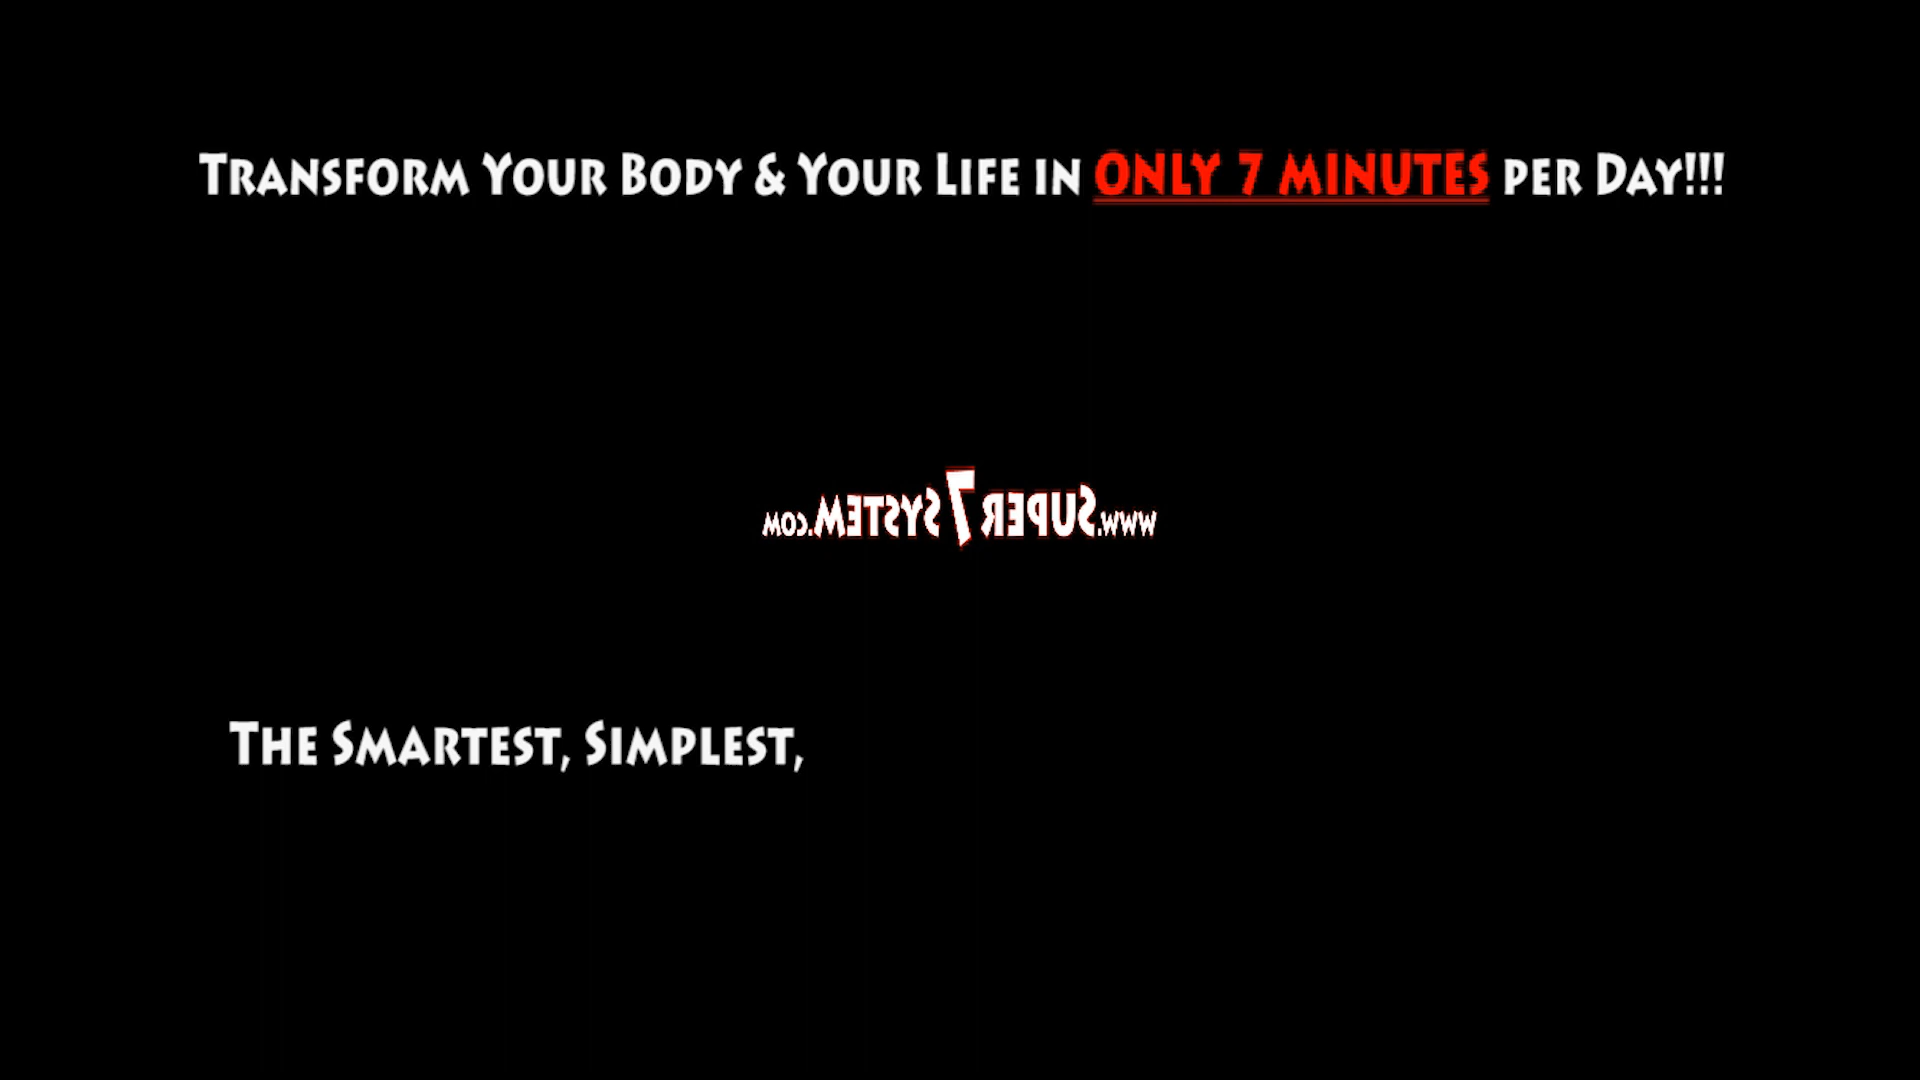 Transform Your Body & Your Life in ONLY 7 MINUTES per Day!!!
www.Super7System.com
The Smartest, Simplest,